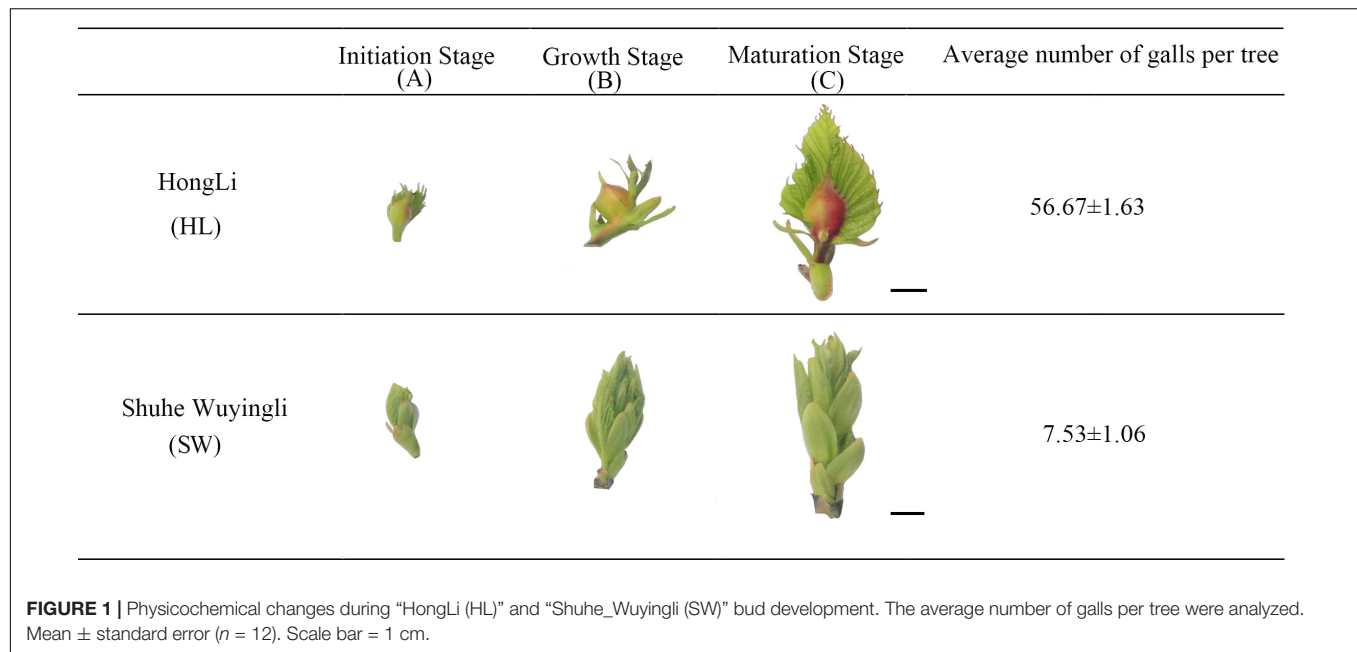 Initiation Stage Growth Stage Maturation Stage Average number of galls per tree
(A) (B) (C)
HongLi
(HL)
56.67±1.63
Shuhe Wuyingli
(SW)
7.53±1.06
FIGURE 1 | Physicochemical changes during “HongLi (HL)” and “Shuhe_Wuyingli (SW)” bud development. The average number of galls per tree were analyzed.
Mean ± standard error (n = 12). Scale bar = 1 cm.